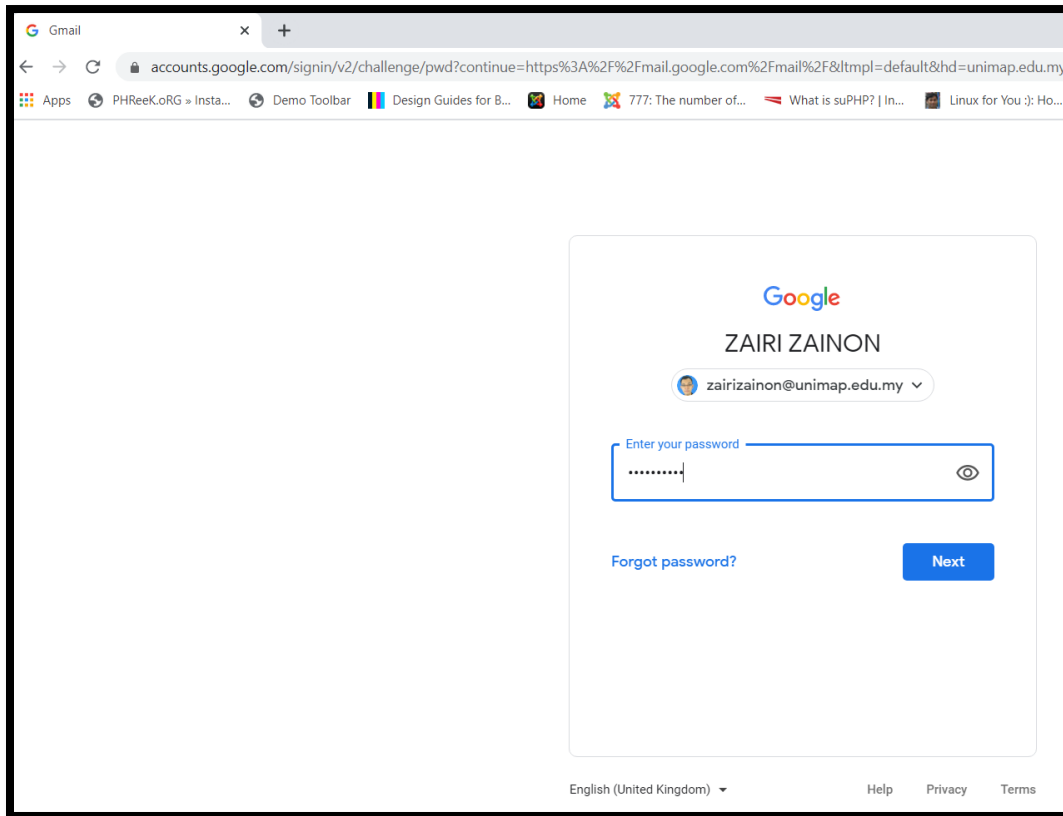 Gmail
accounts.google.com/signin/v2/challenge/pwd?continue=https%3A%2F%2Fmail.google.com%2Fmail%2F&ltmpl=default&hd=unimap.edu.my
Apps PHReeK.oRG » Insta... Demo Toolbar Design Guides for B... Home 777: The number of... What is suPHP? | In... Linux for You :): Ho...
Google
ZAIRI ZAINON
zairizainon@unimap.edu.my
Enter your password
••••••••••
Forgot password? Next
English (United Kingdom) Help Privacy Terms